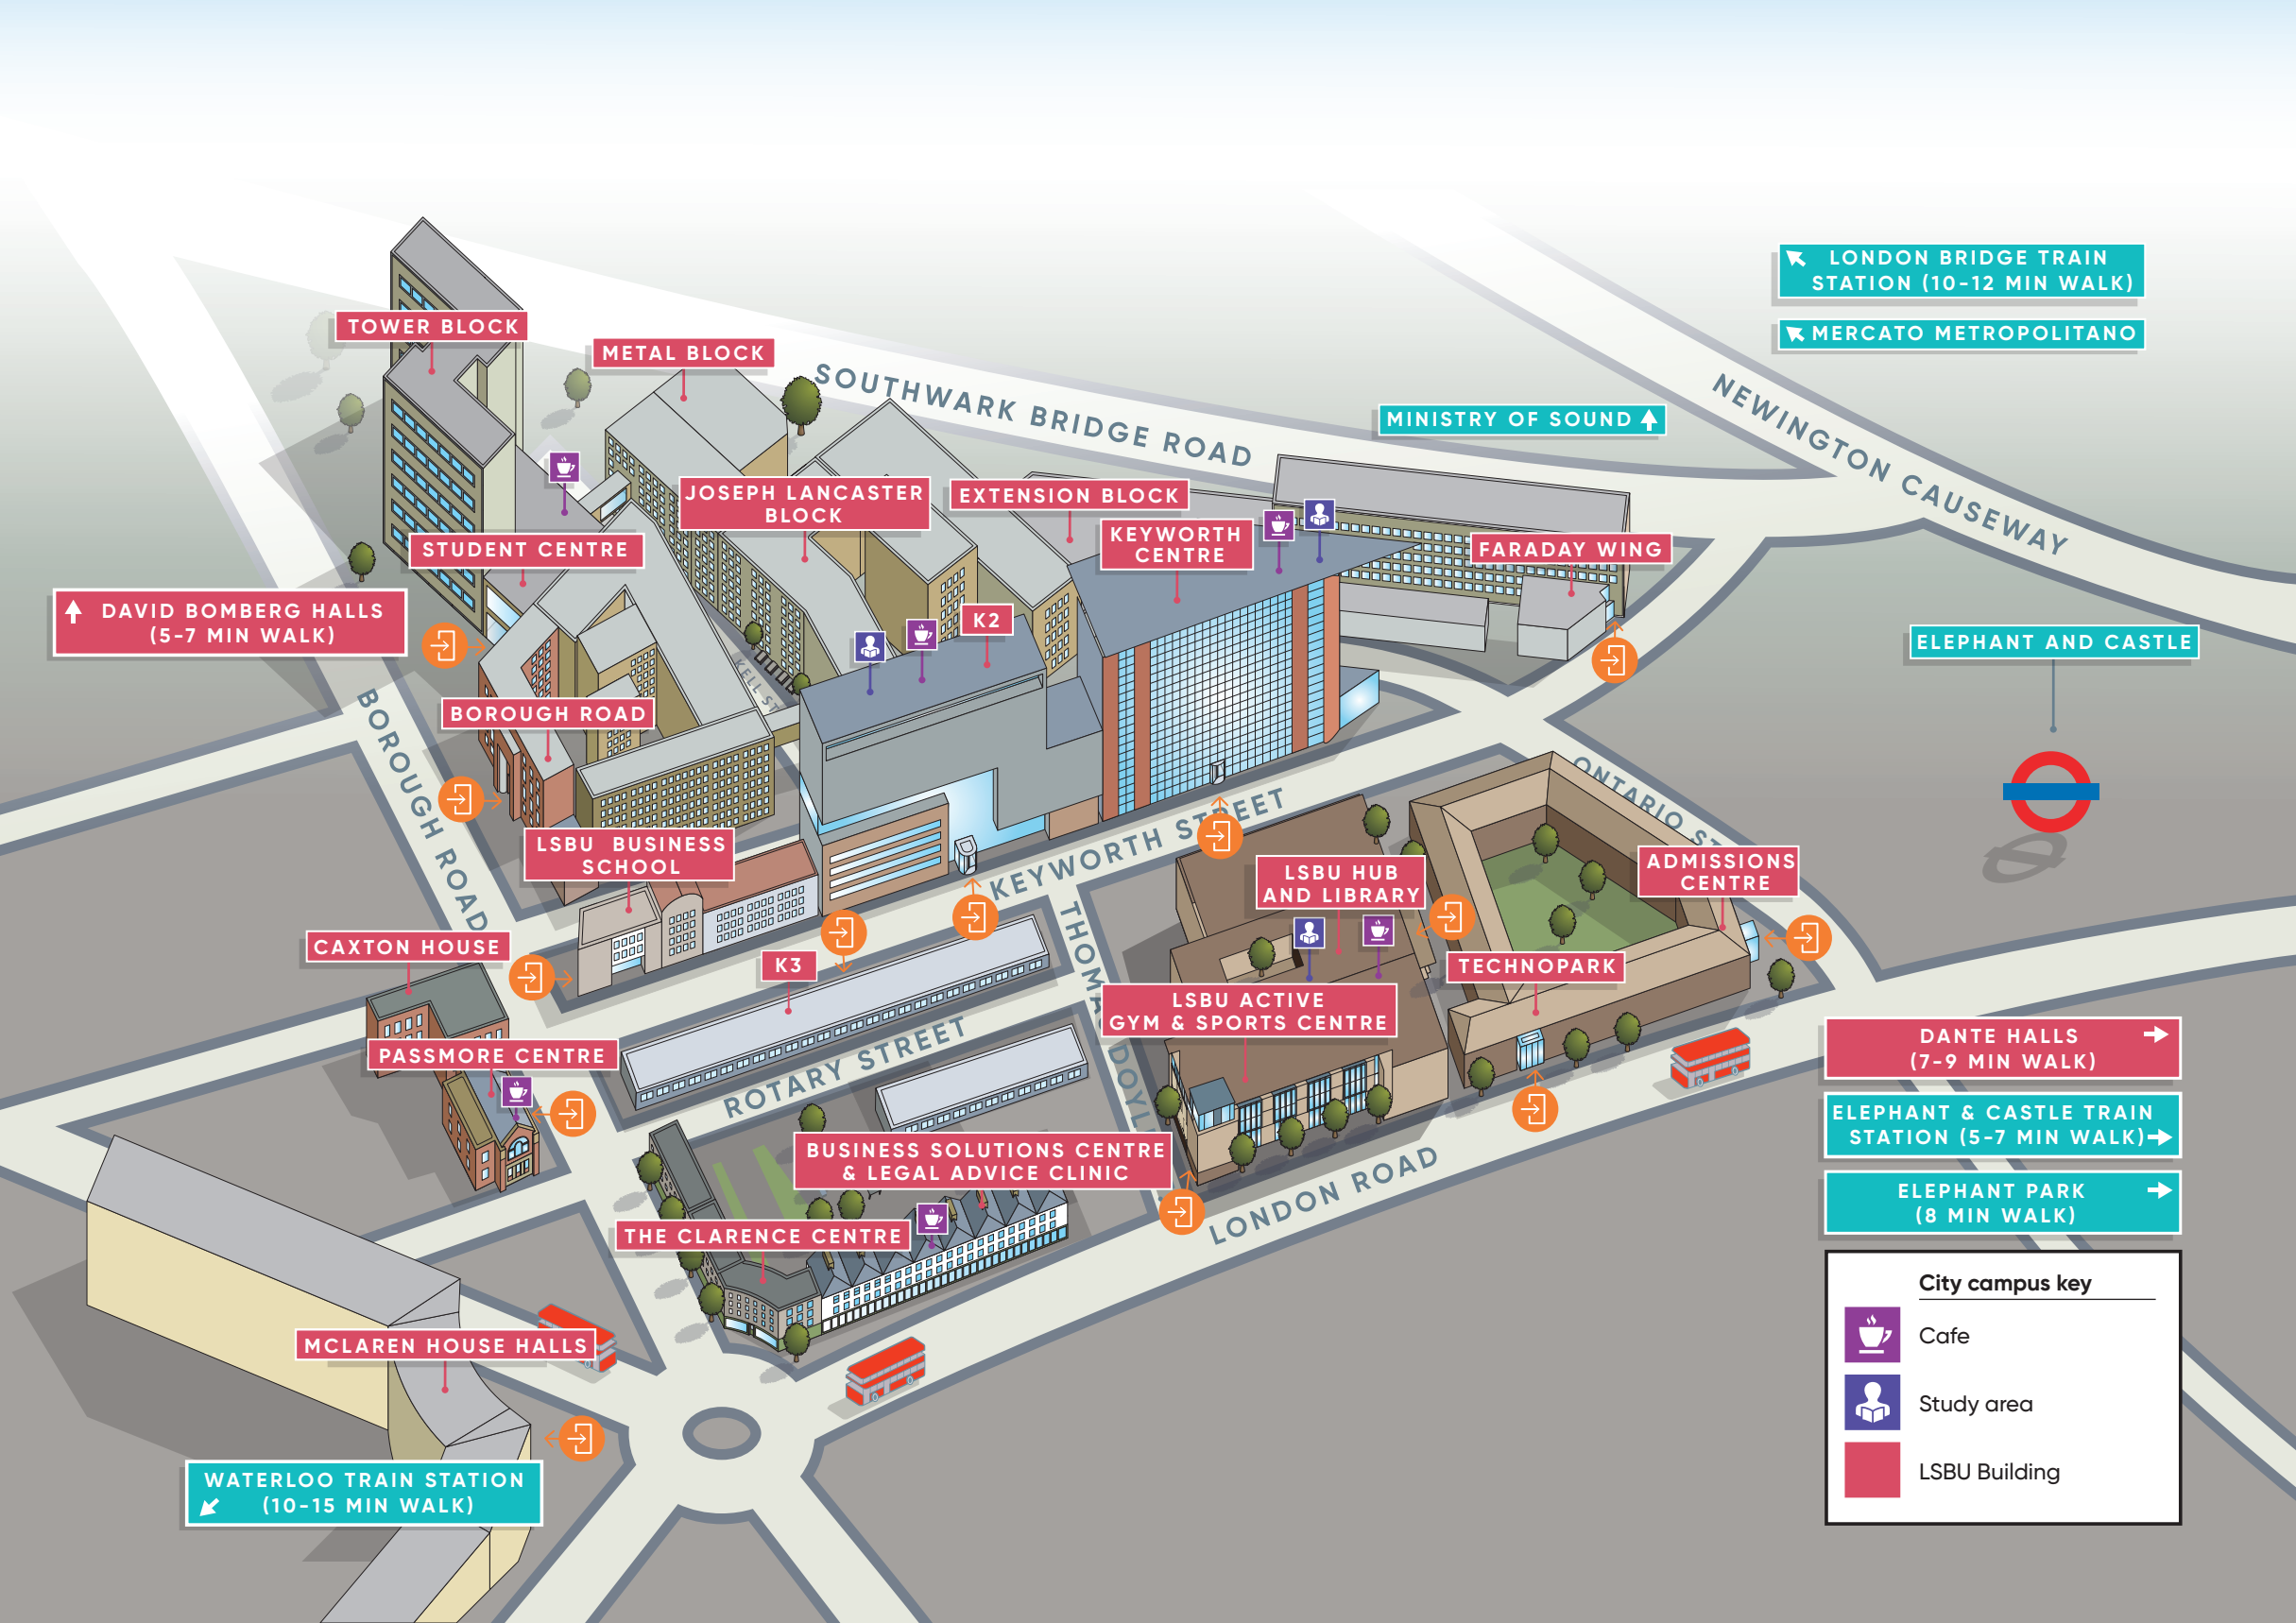 LONDON BRIDGE TRAIN
STATION (10-12 MIN WALK)
MERCATO METROPOLITANO
TOWER BLOCK
METAL BLOCK
SOUTHWARK BRIDGE ROAD
MINISTRY OF SOUND
NEWINGTON CAUSEWAY
JOSEPH LANCASTER
BLOCK
EXTENSION BLOCK
KEYWORTH
CENTRE
STUDENT CENTRE
FARADAY WING
DAVID BOMBERG HALLS
(5-7 MIN WALK)
K2
ELEPHANT AND CASTLE
KELL ST
BOROUGH ROAD
BOROUGH ROAD
ONTARIO ST
LSBU BUSINESS
SCHOOL
KEYWORTH STREET
LSBU HUB
AND LIBRARY
ADMISSIONS
CENTRE
CAXTON HOUSE
K3
THOMA
DOYL
TECHNOPARK
LSBU ACTIVE
GYM & SPORTS CENTRE
PASSMORE CENTRE
ROTARY STREET
DANTE HALLS
(7-9 MIN WALK)
ELEPHANT & CASTLE TRAIN
STATION (5-7 MIN WALK)
BUSINESS SOLUTIONS CENTRE
& LEGAL ADVICE CLINIC
LONDON ROAD
ELEPHANT PARK
(8 MIN WALK)
THE CLARENCE CENTRE
MCLAREN HOUSE HALLS
WATERLOO TRAIN STATION
(10-15 MIN WALK)
City campus key
Cafe
Study area
LSBU Building